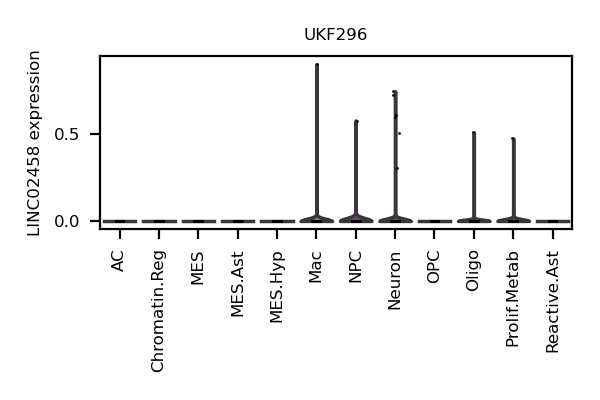 UKF296
LINC02458 expression
0.5
0.0
AC
Chromatin.Reg
MES
MES.Ast
MES.Hyp
Mac
NPC
Neuron
OPC
Oligo
Prolif.Metab
Reactive.Ast